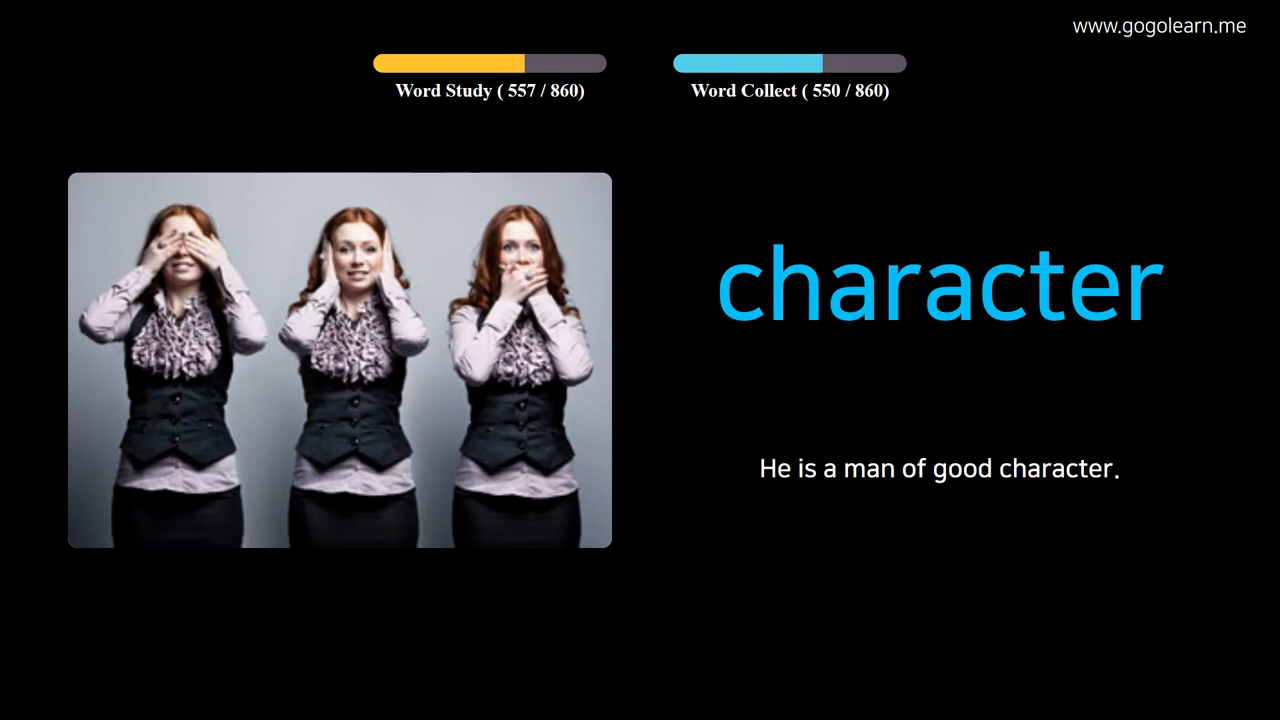 www.gogolearn.me
Word Study ( 557 / 860)
Word Collect ( 550 / 860)
character
He is a man of good character.